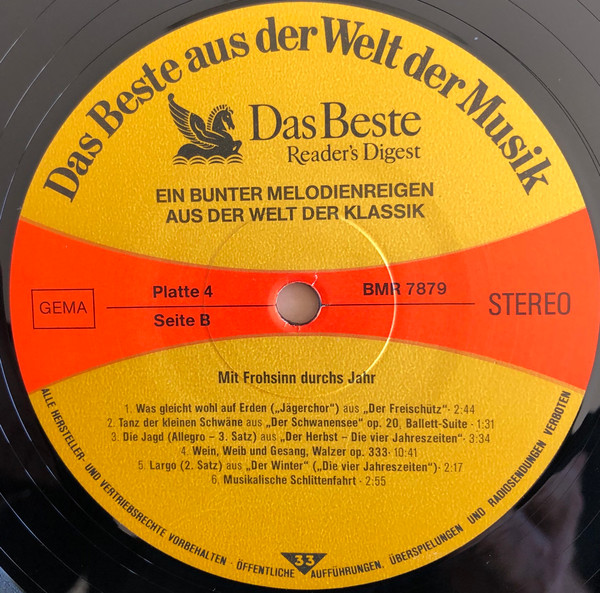 Das Beste aus der Welt der Musik
Das Beste
Reader's Digest
EIN BUNTER MELODIENREIGEN
AUS DER WELT DER KLASSIK
GEMA
Platte 4
BMR 7879
STEREO
Seite B
Mit Frohsinn durchs Jahr
1. Was gleicht wohl auf Erden („Jägerchor“) aus „Der Freischütz“ · 2:44
2. Tanz der kleinen Schwäne aus „Der Schwanensee“ op. 20, Ballett-Suite · 1:31
3. Die Jagd (Allegro – 3. Satz) aus „Der Herbst – Die vier Jahreszeiten“ · 3:34
4. Wein, Weib und Gesang, Walzer op. 333 · 10:41
5. Largo (2. Satz) aus „Der Winter“ („Die vier Jahreszeiten“) · 2:17
6. Musikalische Schlittenfahrt · 2:55
ALLE HERSTELLER- UND VERTRIEBSRECHTE VORBEHALTEN · ÖFFENTLICHE AUFFÜHRUNGEN, ÜBERSPIELUNGEN UND RADIOSENDUNGEN VERBOTEN
33